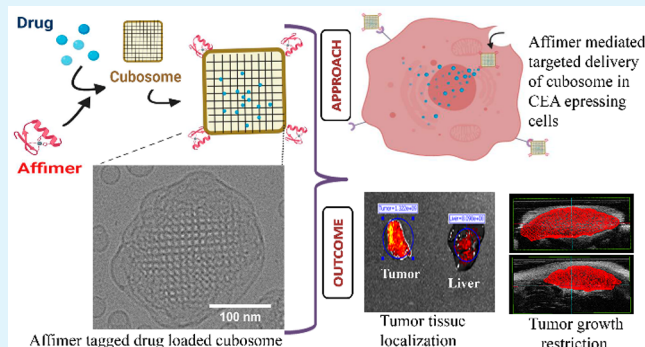 Drug
Cubosome
Affimer
100 nm
Affimer tagged drug loaded cubosome
APPROACH
Affimer mediated
targeted delivery
of cubosome in
CEA epressing
cells
OUTCOME
Tumor
Liver
Tumor tissue
localization
Tumor growth
restriction